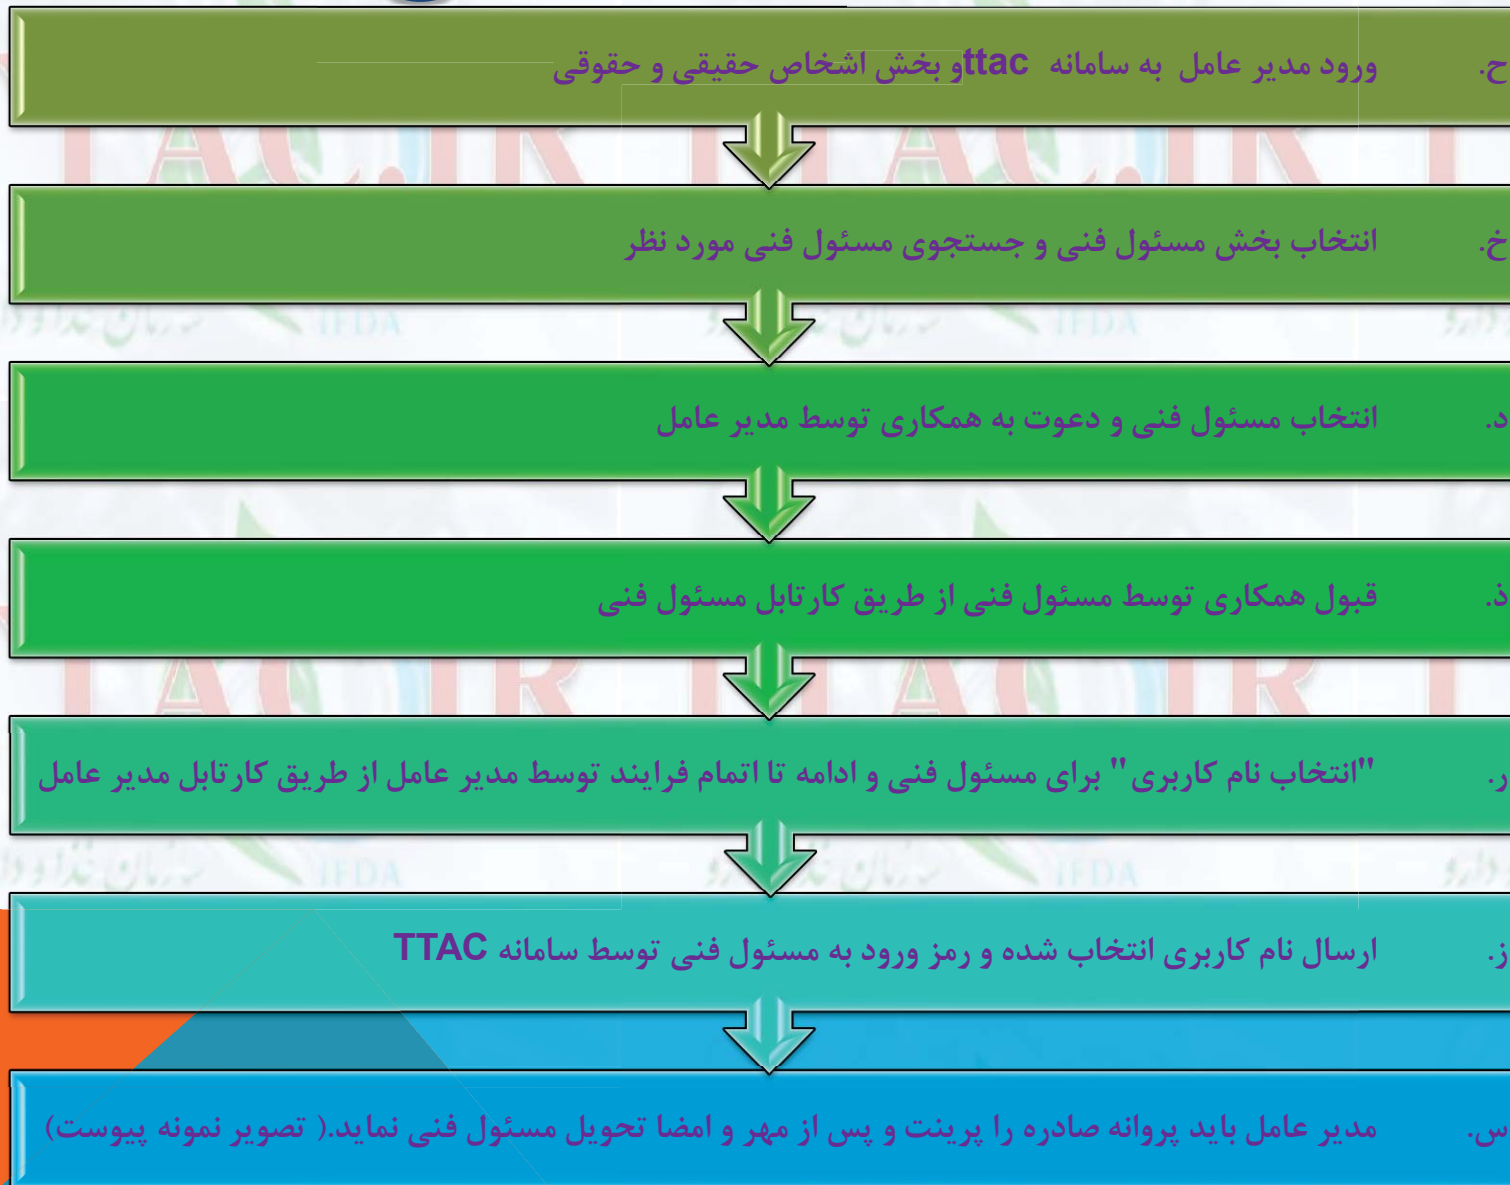 ح. ورود مدیر عامل به سامانه ttac و بخش اشخاص حقیقی و حقوقی
خ. انتخاب بخش مسئول فنی و جستجوی مسئول فنی مورد نظر
د. انتخاب مسئول فنی و دعوت به همکاری توسط مدیر عامل
ذ. قبول همکاری توسط مسئول فنی از طریق کارتابل مسئول فنی
ر. "انتخاب نام کاربری" برای مسئول فنی و ادامه تا اتمام فرایند توسط مدیر عامل از طریق کارتابل مدیر عامل
ز. ارسال نام کاربری انتخاب شده و رمز ورود به مسئول فنی توسط سامانه TTAC
س. مدیر عامل باید پروانه صادره را پرینت و پس از مهر و امضا تحویل مسئول فنی نماید.( تصویر نمونه پیوست)